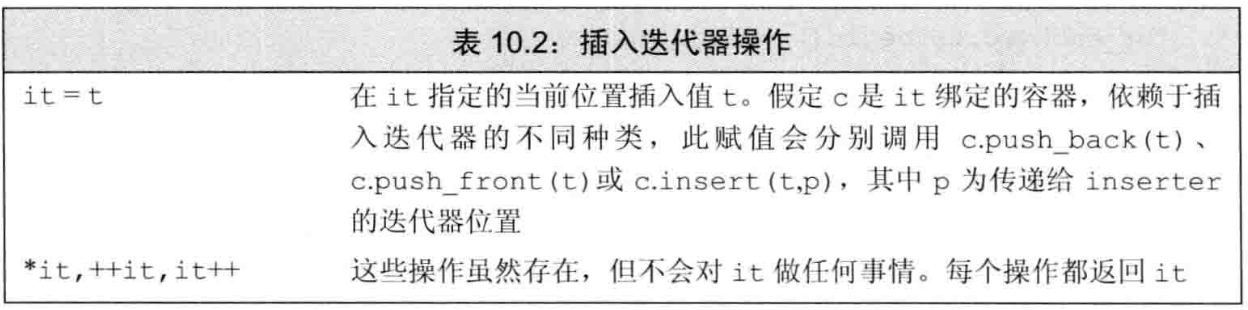 表 10.2：插入迭代器操作
it = t 在 it 指定的当前位置插入值 t。假定 c 是 it 绑定的容器，依赖于插
入迭代器的不同种类，此赋值会分别调用 c.push_back(t)、
c.push_front(t)或 c.insert(t,p)，其中 p 为传递给 inserter
的迭代器位置
*it,++it,it++ 这些操作虽然存在，但不会对 it 做任何事情。每个操作都返回 it